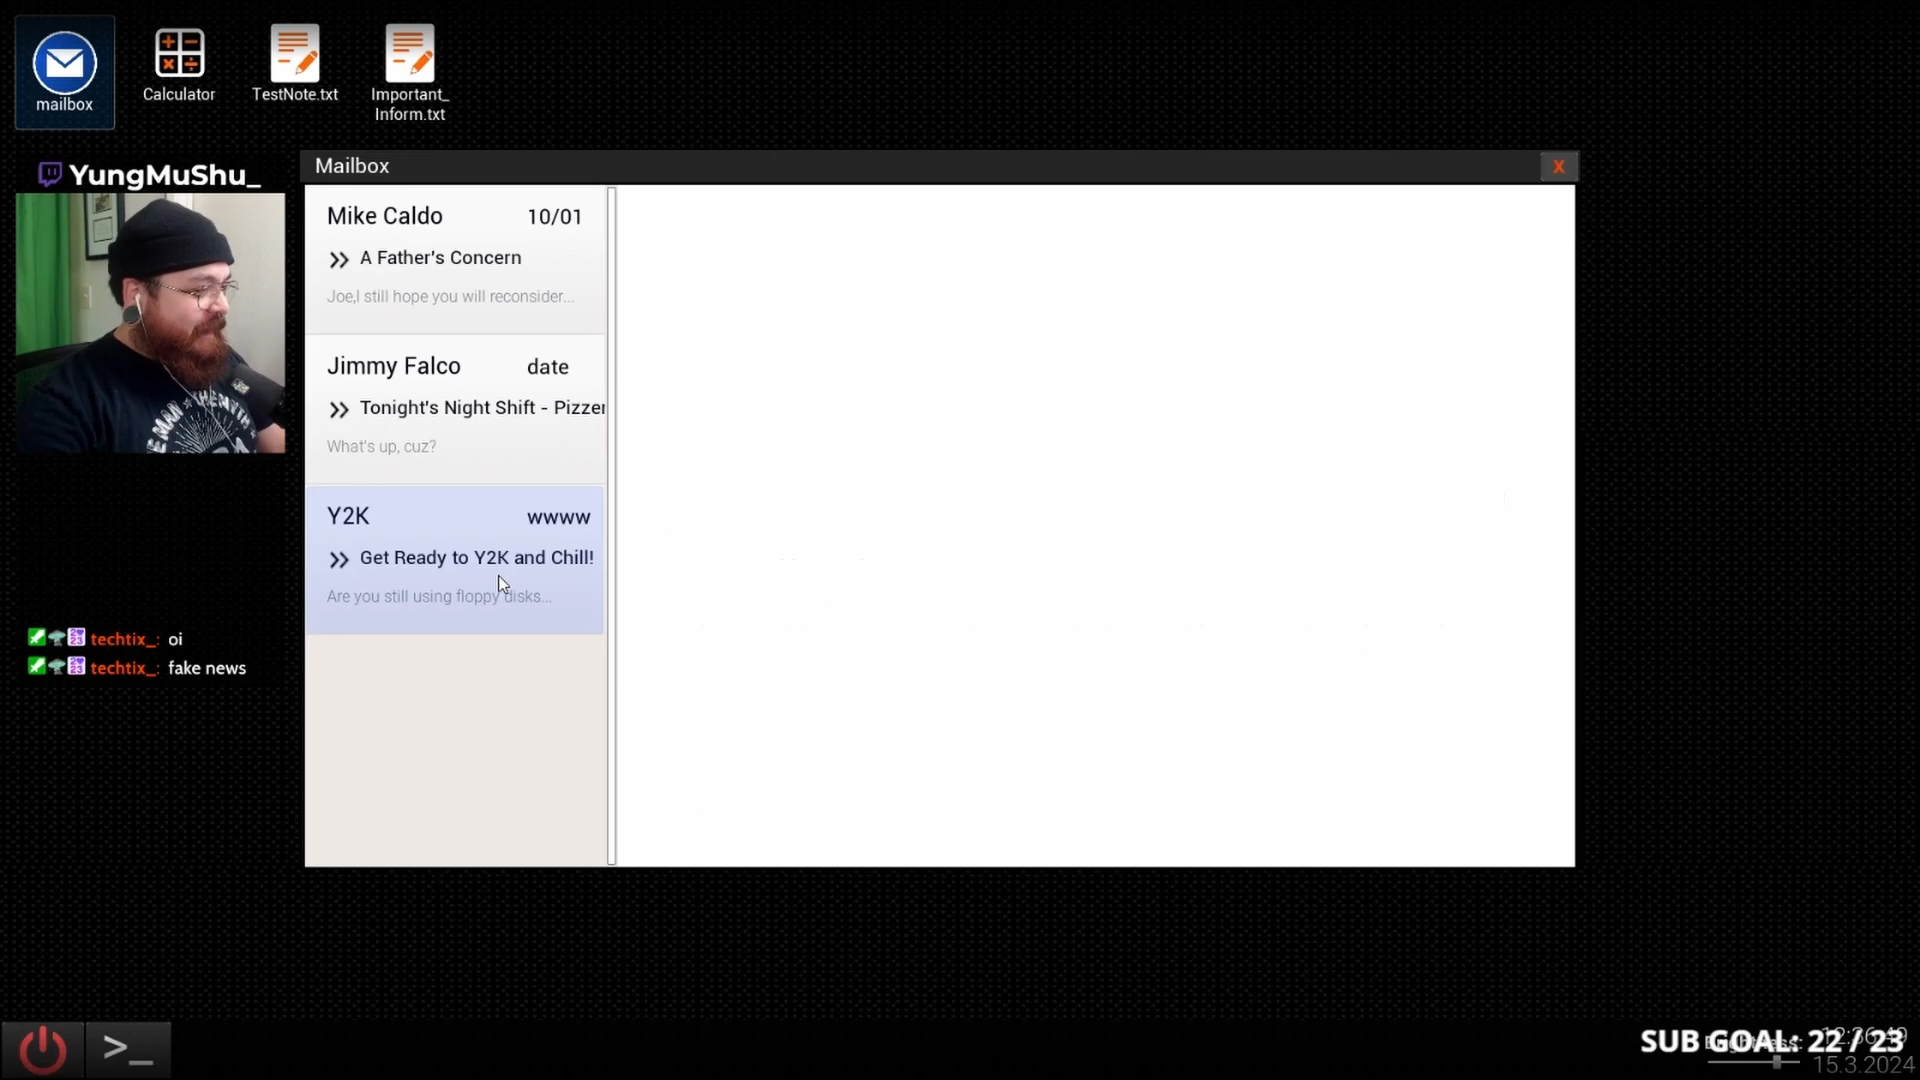 mailbox
Calculator
TestNote.txt
Important_
Inform.txt
YungMuShu_
Mailbox
X
Mike Caldo 10/01
A Father's Concern
Joe,I still hope you will reconsider...
Jimmy Falco date
Tonight's Night Shift - Pizzer
What's up, cuz?
Y2K wwww
Get Ready to Y2K and Chill!
Are you still using floppy disks...
techtix_: oi
techtix_: fake news
>_
SUB GOAL: 22 / 23
15.3.2024